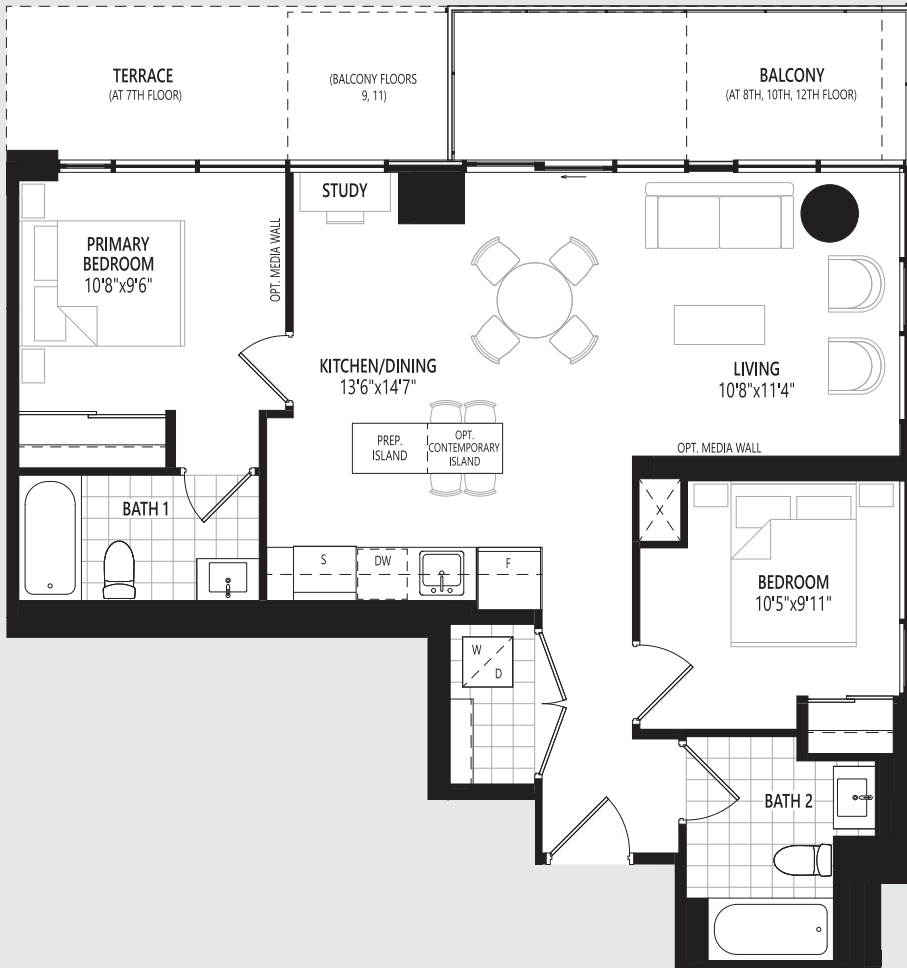 TERRACE
(AT 7TH FLOOR)
(BALCONY FLOORS
9, 11)
BALCONY
(AT 8TH, 10TH, 12TH FLOOR)
STUDY
PRIMARY
BEDROOM
10'8"x9'6"
OPT. MEDIA WALL
KITCHEN/DINING
13'6"x14'7"
LIVING
10'8"x11'4"
PREP.
ISLAND
OPT.
CONTEMPORARY
ISLAND
OPT. MEDIA WALL
BATH 1
X
S
DW
F
BEDROOM
10'5"x9'11"
W
D
BATH 2